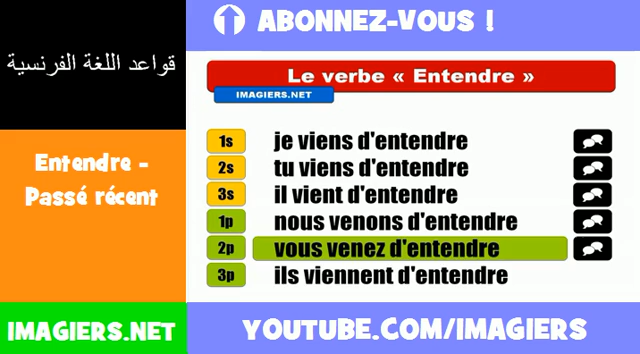 قواعد اللغة الفرنسية
Entendre -
Passé récent
IMAGIERS.NET
ABONNEZ-VOUS !
Le verbe « Entendre »
IMAGIERS.NET
1s je viens d'entendre
2s tu viens d'entendre
3s il vient d'entendre
1p nous venons d'entendre
2p vous venez d'entendre
3p ils viennent d'entendre
YOUTUBE.COM/IMAGIERS